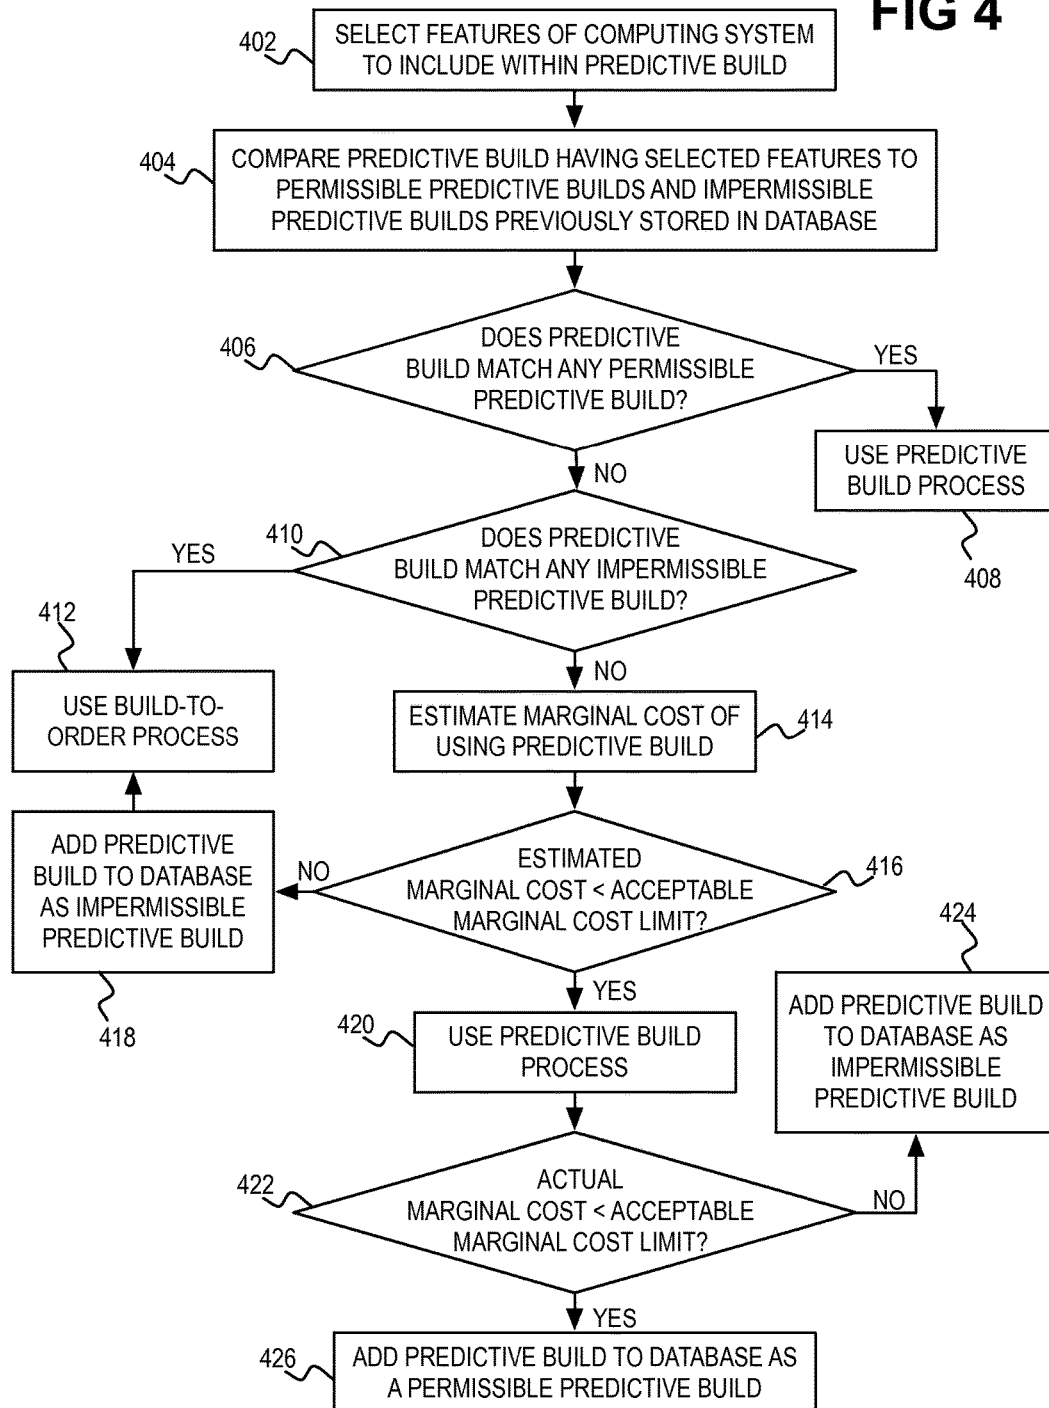 FIG 4
402
SELECT FEATURES OF COMPUTING SYSTEM
TO INCLUDE WITHIN PREDICTIVE BUILD
404
COMPARE PREDICTIVE BUILD HAVING SELECTED FEATURES TO
PERMISSIBLE PREDICTIVE BUILDS AND IMPERMISSIBLE
PREDICTIVE BUILDS PREVIOUSLY STORED IN DATABASE
406
DOES PREDICTIVE
BUILD MATCH ANY PERMISSIBLE
PREDICTIVE BUILD?
YES
USE PREDICTIVE
BUILD PROCESS
408
NO
410
DOES PREDICTIVE
BUILD MATCH ANY IMPERMISSIBLE
PREDICTIVE BUILD?
YES
412
USE BUILD-TO-
ORDER PROCESS
NO
ESTIMATE MARGINAL COST OF
USING PREDICTIVE BUILD
414
ESTIMATED
MARGINAL COST < ACCEPTABLE
MARGINAL COST LIMIT?
416
NO
ADD PREDICTIVE
BUILD TO DATABASE
AS IMPERMISSIBLE
PREDICTIVE BUILD
418
YES
420
USE PREDICTIVE BUILD
PROCESS
422
ACTUAL
MARGINAL COST < ACCEPTABLE
MARGINAL COST LIMIT?
NO
424
ADD PREDICTIVE BUILD
TO DATABASE AS
IMPERMISSIBLE
PREDICTIVE BUILD
YES
426
ADD PREDICTIVE BUILD TO DATABASE AS
A PERMISSIBLE PREDICTIVE BUILD